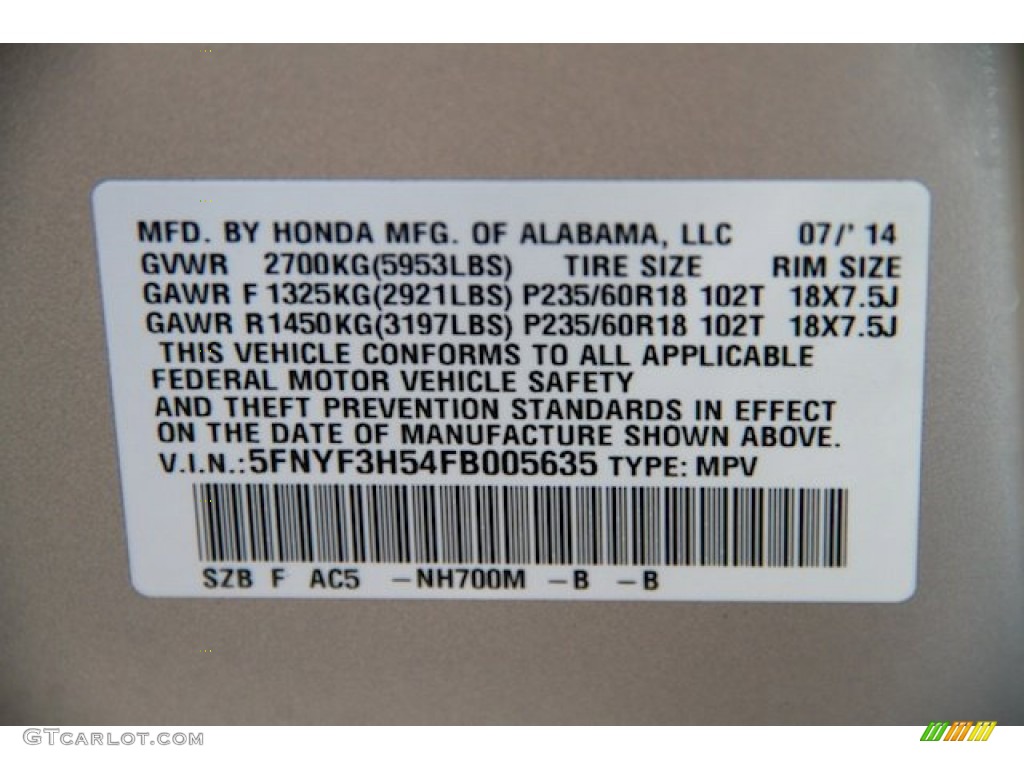 MFD. BY HONDA MFG. OF ALABAMA, LLC 07/' 14
GVWR 2700KG(5953LBS) TIRE SIZE RIM SIZE
GAWR F 1325KG(2921LBS) P235/60R18 102T 18X7.5J
GAWR R1450KG(3197LBS) P235/60R18 102T 18X7.5J
THIS VEHICLE CONFORMS TO ALL APPLICABLE
FEDERAL MOTOR VEHICLE SAFETY
AND THEFT PREVENTION STANDARDS IN EFFECT
ON THE DATE OF MANUFACTURE SHOWN ABOVE.
V.I.N.:5FNYF3H54FB005635 TYPE: MPV
SZB F AC5 -NH700M -B -B
GTCARLOT.COM